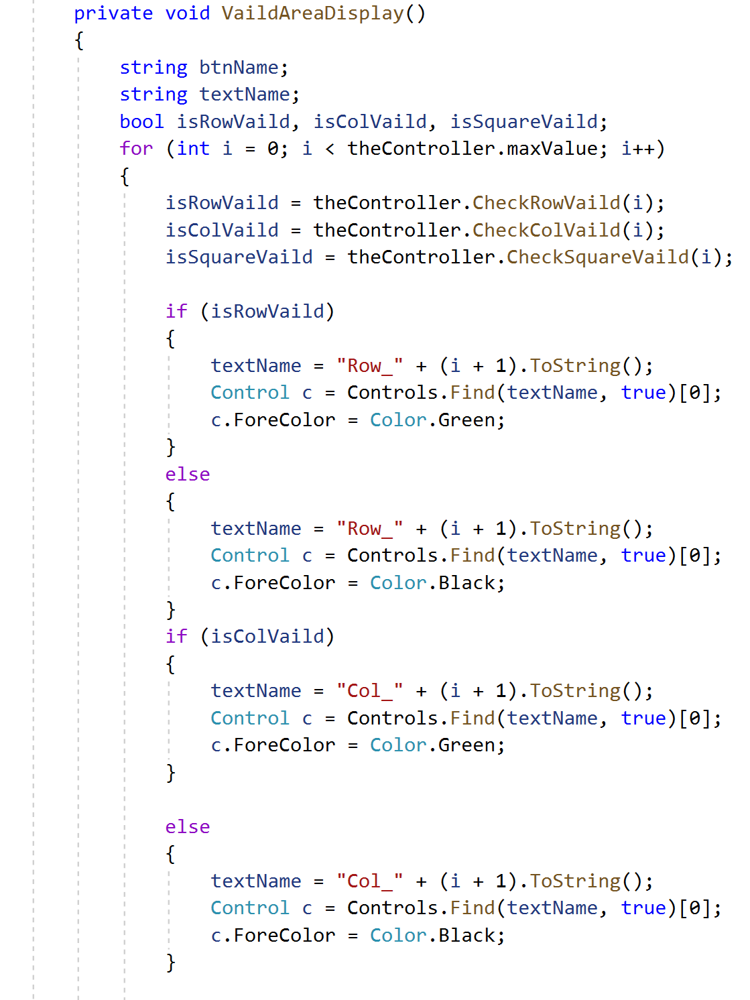 private void VaildAreaDisplay()
{
string btnName;
string textName;
bool isRowVaild, isColVaild, isSquareVaild;
for (int i = 0; i < theController.maxValue; i++)
{
isRowVaild = theController.CheckRowVaild(i);
isColVaild = theController.CheckColVaild(i);
isSquareVaild = theController.CheckSquareVaild(i);
if (isRowVaild)
{
textName = "Row_" + (i + 1).ToString();
Control c = Controls.Find(textName, true)[0];
c.ForeColor = Color.Green;
}
else
{
textName = "Row_" + (i + 1).ToString();
Control c = Controls.Find(textName, true)[0];
c.ForeColor = Color.Black;
}
if (isColVaild)
{
textName = "Col_" + (i + 1).ToString();
Control c = Controls.Find(textName, true)[0];
c.ForeColor = Color.Green;
}
else
{
textName = "Col_" + (i + 1).ToString();
Control c = Controls.Find(textName, true)[0];
c.ForeColor = Color.Black;
}